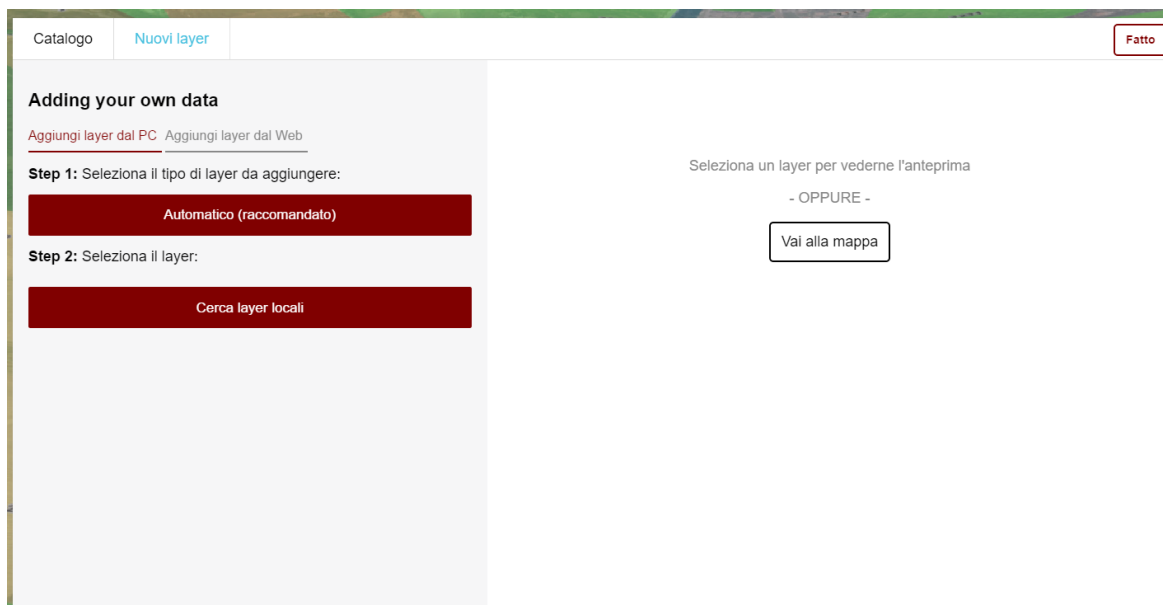 Catalogo
Nuovi layer
Fatto
Adding your own data
Aggiungi layer dal PC
Aggiungi layer dal Web
Step 1: Seleziona il tipo di layer da aggiungere:
Automatico (raccomandato)
Step 2: Seleziona il layer:
Cerca layer locali
Seleziona un layer per vederne l'anteprima
- OPPURE -
Vai alla mappa